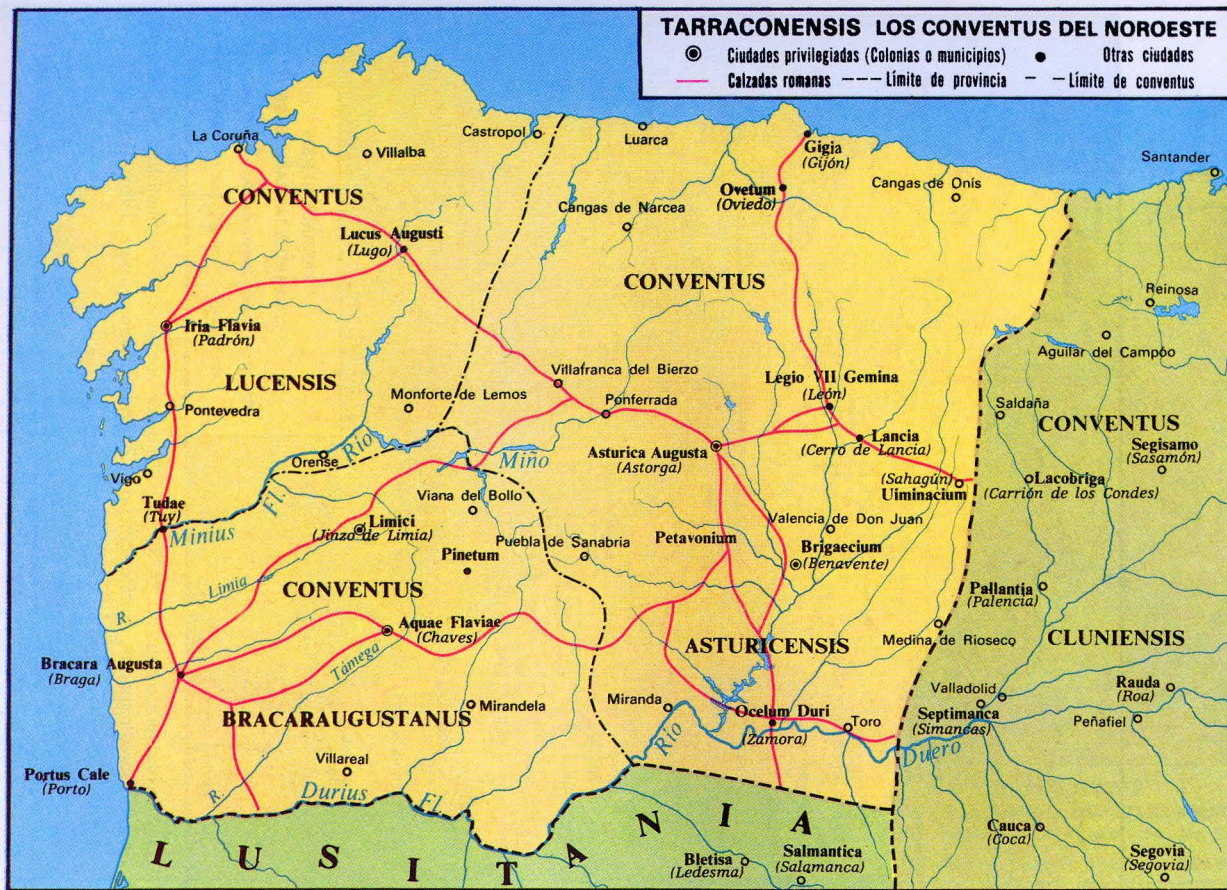 TARRACONENSIS LOS CONVENTUS DEL NOROESTE
Ciudades privilegiadas (Colonias o municipios)
Otras ciudades
Calzadas romanas
Límite de provincia
Límite de conventus
La Coruña
Villalba
Castropol
Luarca
Gigia
(Gijón)
Santander
Ovetum
(Oviedo)
Cangas de Onís
CONVENTUS
Cangas de Narcea
Lucus Augusti
(Lugo)
CONVENTUS
Reinosa
Iria Flavia
(Padrón)
Aguilar del Campóo
LUCENSIS
Villafranca del Bierzo
Legio VII Gemina
(León)
Monforte de Lemos
Ponferrada
Pontevedra
Saldaña
CONVENTUS
Lancia
(Cerro de Lancia)
Segisamo
(Sasamón)
Río
Miño
Orense
Asturica Augusta
(Astorga)
Vigo
(Sahagún)
Uiminacium
Lacobriga
(Carrión de los Condes)
Tudae
(Tuy)
Minius
Fl.
Viana del Bollo
Limici
(Jinzo de Limia)
Valencia de Don Juan
Petavonium
Puebla de Sanabria
Pinetum
Brigaecium
(Benavente)
R.
Limia
CONVENTUS
Pallantia
(Palencia)
Aquae Flaviae
(Chaves)
Medina de Rioseco
CLUNIENSIS
ASTURICENSIS
Bracara Augusta
(Braga)
Támega
R.
Rauda
(Roa)
Valladolid
Miranda
Mirandela
BRACARAUGUSTANUS
Ocelum Duri
(Zamora)
Toro
Septimanca
(Simancas)
Peñafiel
Río
Duero
Villareal
Portus Cale
(Porto)
Durius
Fl.
LUSITANIA
Cauca
(Coca)
Bletisa
(Ledesma)
Salmantica
(Salamanca)
Segovia
(Segovia)